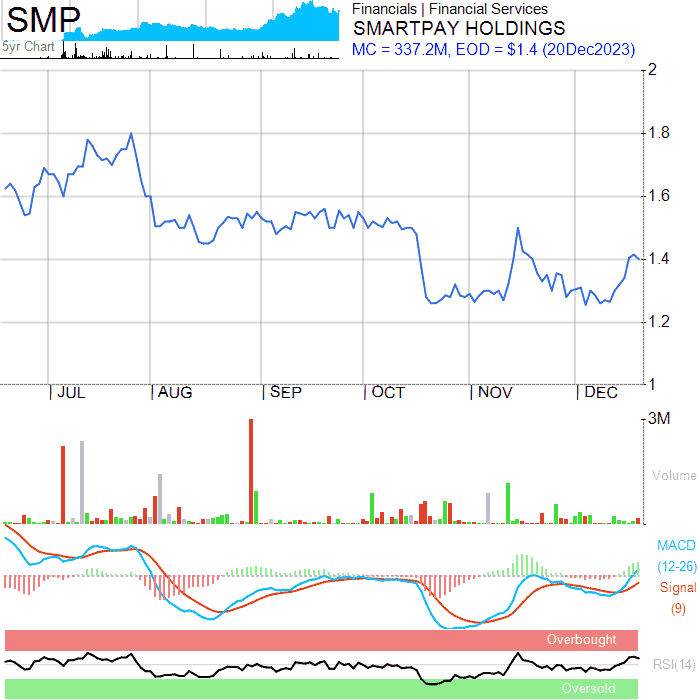 SMP
5yr Chart
Financials | Financial Services
SMARTPAY HOLDINGS
MC = 337.2M, EOD = $1.4 (20Dec2023)
2
1.8
1.6
1.4
1.2
1
JUL
AUG
SEP
OCT
NOV
DEC
3M
Volume
MACD
(12-26)
Signal
(9)
Overbought
RSI(14)
Oversold